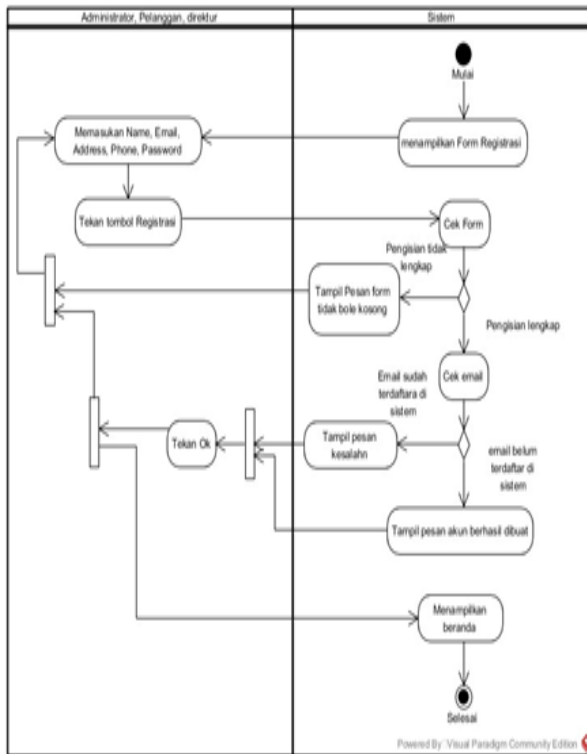 Administrator, Pelanggan, direktur
Sistem
Mulai
menampilkan Form Registrasi
Memasukan Name, Email,
Address, Phone, Password
Tekan tombol Registrasi
Cek Form
Pengisian tidak
lengkap
Tampil Pesan form
tidak bole kosong
Pengisian lengkap
Cek email
Email sudah
terdaftara di
sistem
Tampil pesan
kesalahn
Tekan Ok
email belum
terdaftar di
sistem
Tampil pesan akun berhasil dibuat
Menampilkan
beranda
Selesai
Powered By Visual Paradigm Community Edition